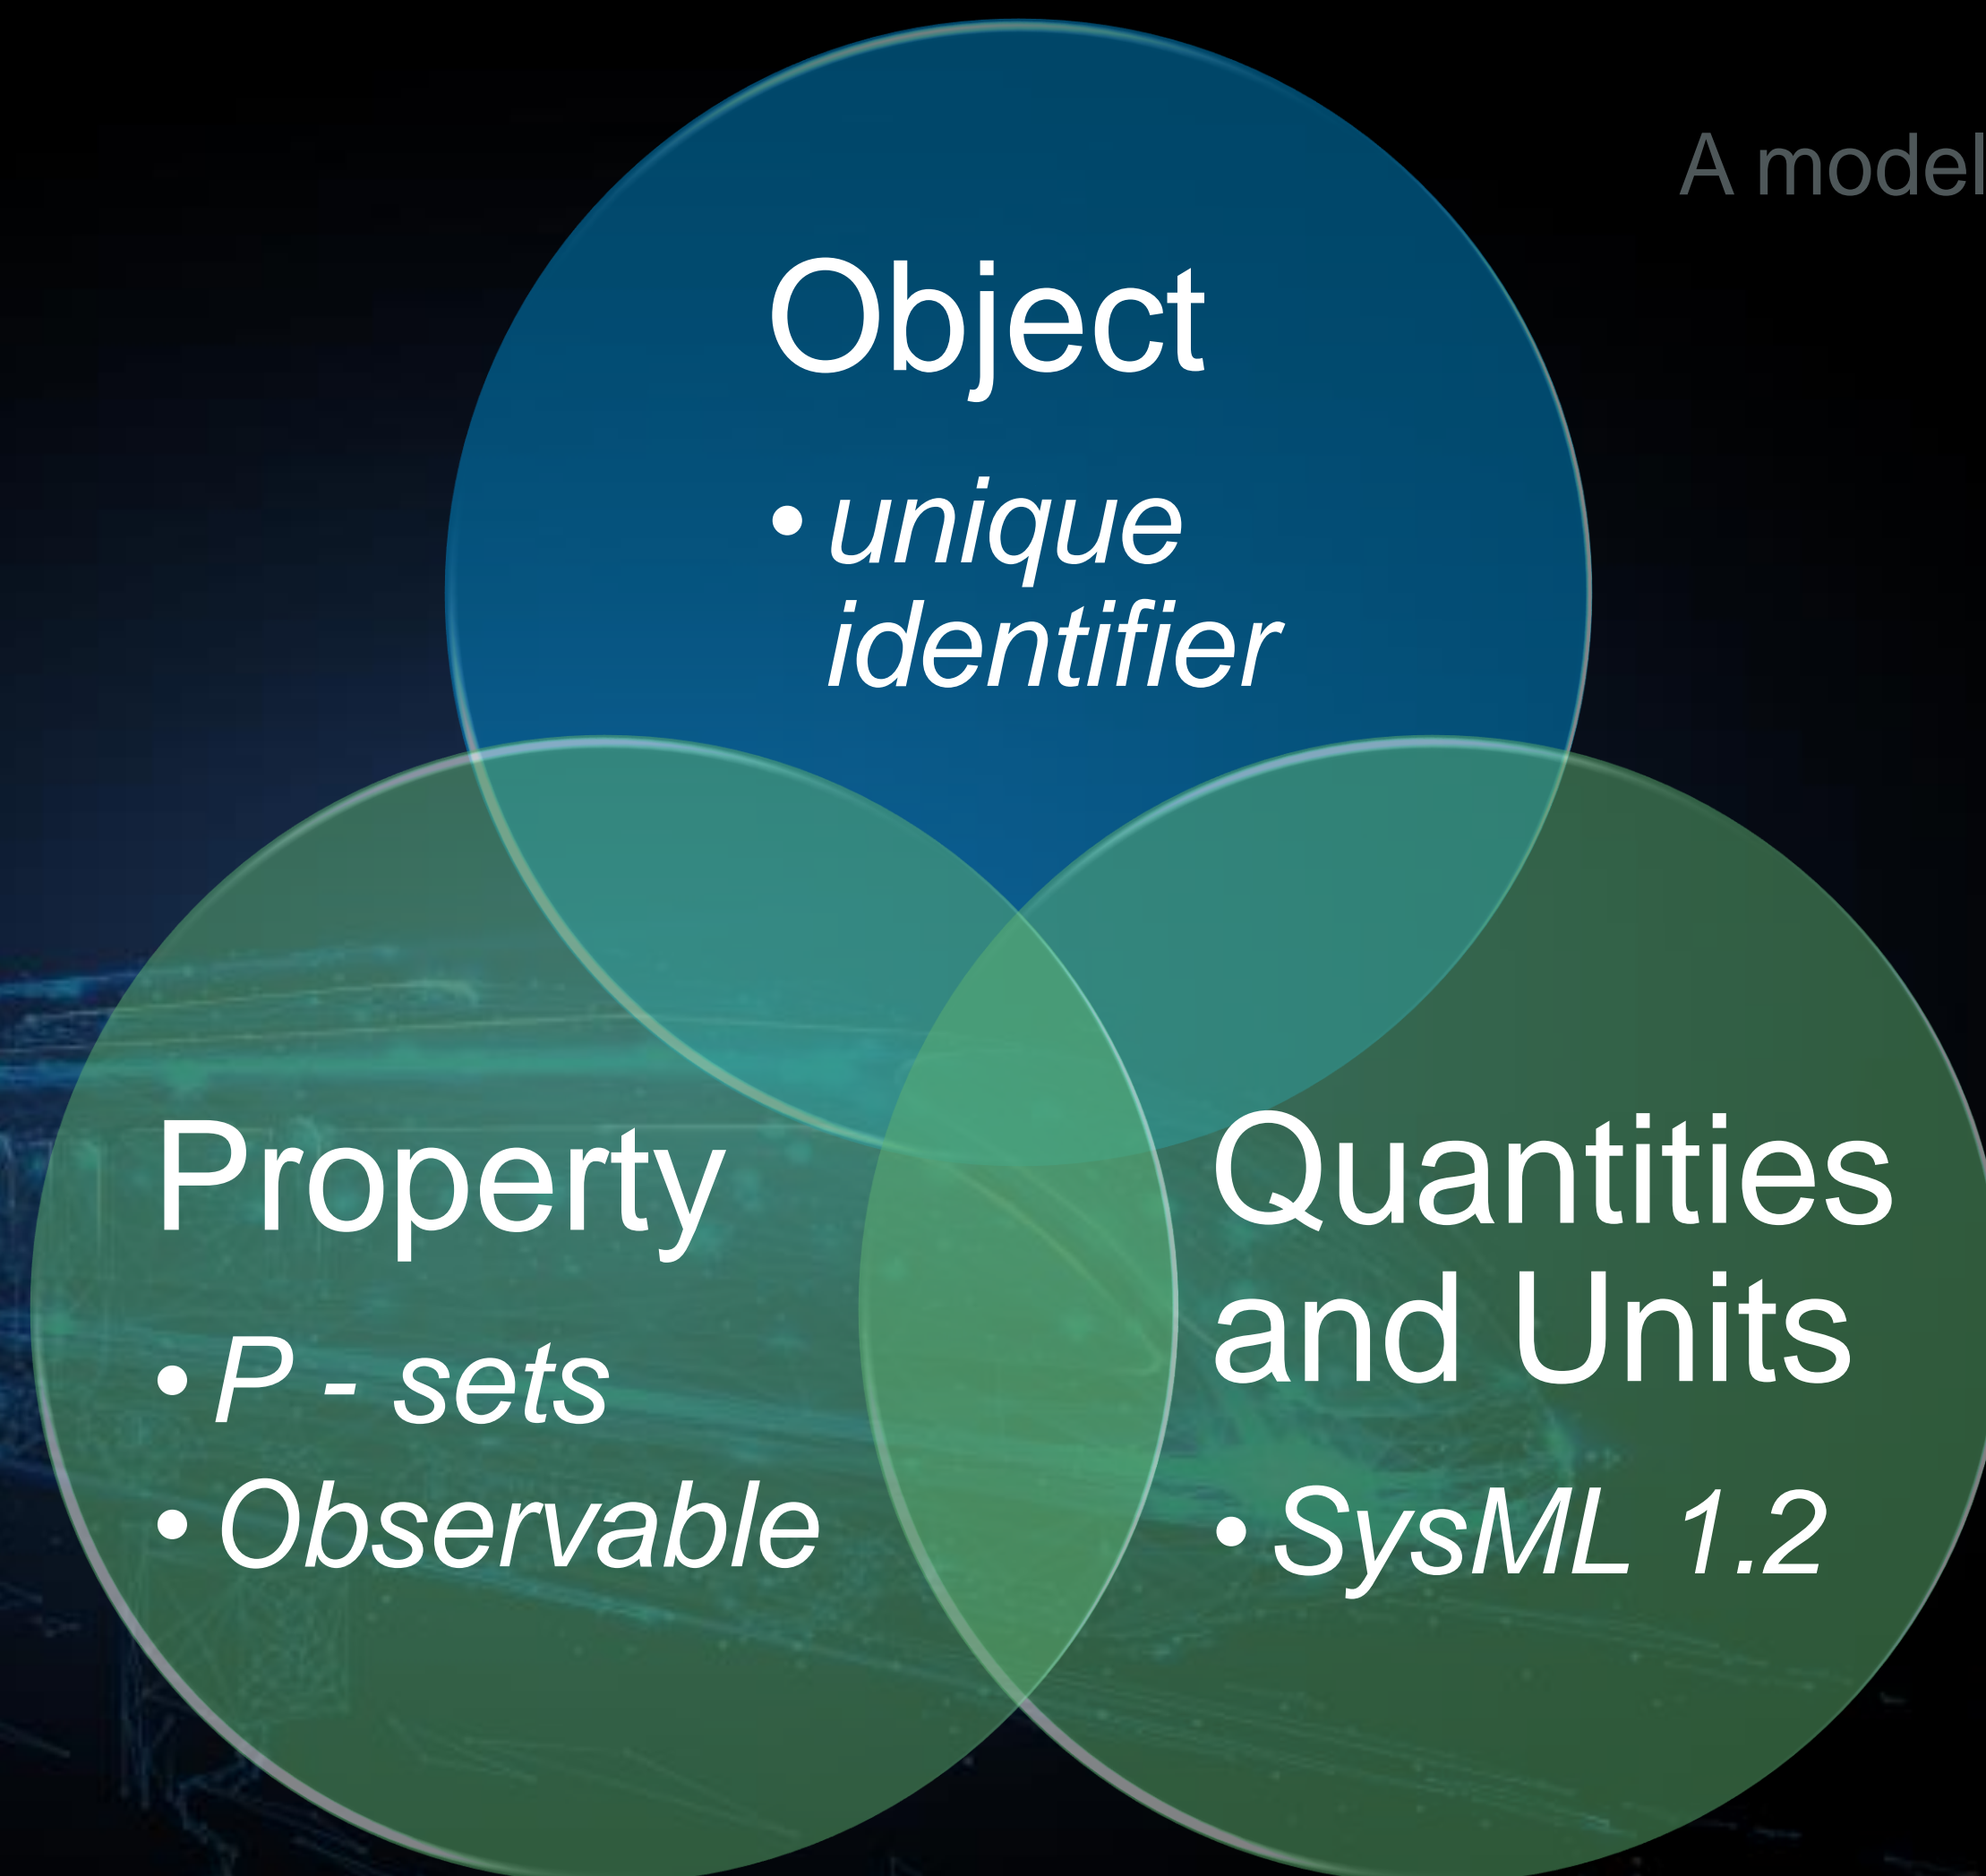 A model
Object
• unique
identifier
Property
• P - sets
• Observable
Quantities
and Units
• SysML 1.2